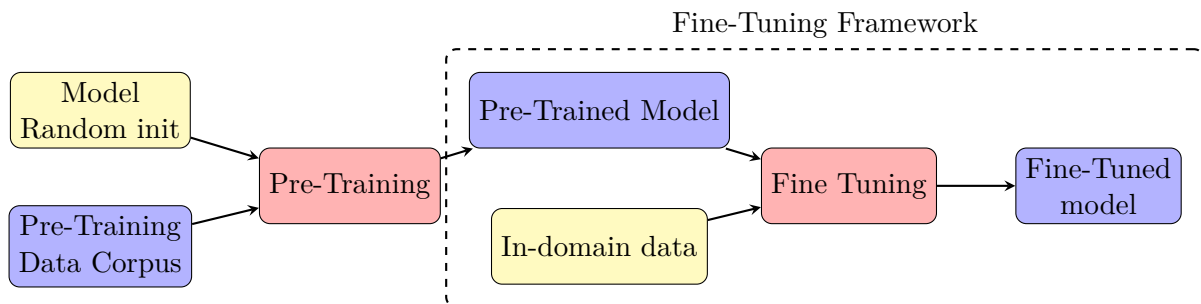 Fine-Tuning Framework
Model
Random init
Pre-Trained Model
Pre-Training
Fine Tuning
Fine-Tuned
model
Pre-Training
Data Corpus
In-domain data